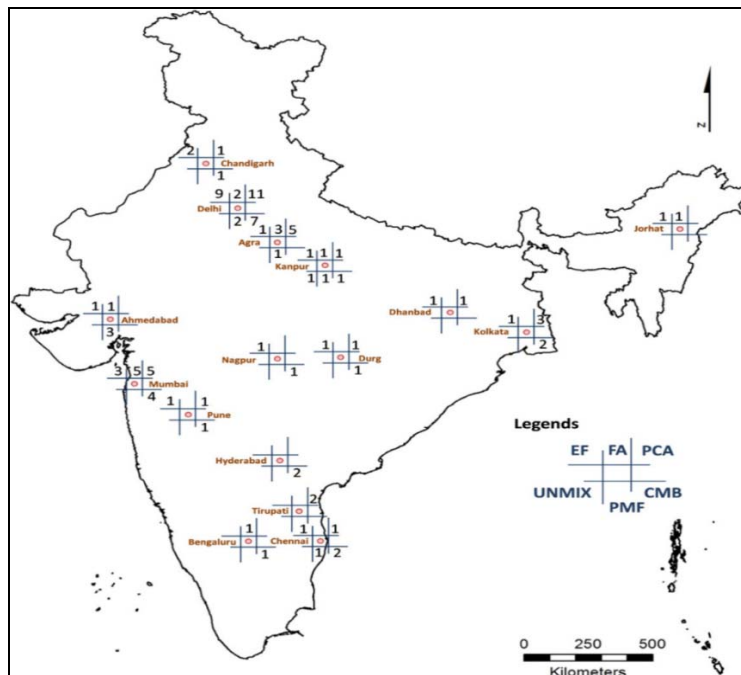 N
2 1
Chandigarh
1
9 2 11
Delhi
2 7
1 3 5
Agra
1
1 1 1
Kanpur
1 1 1
1 1
Jorhat
1 1
Ahmedabad
3
1 1
Dhanbad
1 3
Kolkata
2
1
Nagpur
1
1 1
Durg
1
3 5 5
Mumbai
4
1 1
Pune
1
Hyderabad
2
2
Tirupati
1
Bengaluru
1
1 1
Chennai
1 2
Legends
EF FA PCA
UNMIX CMB
PMF
0 250 500
Kilometers